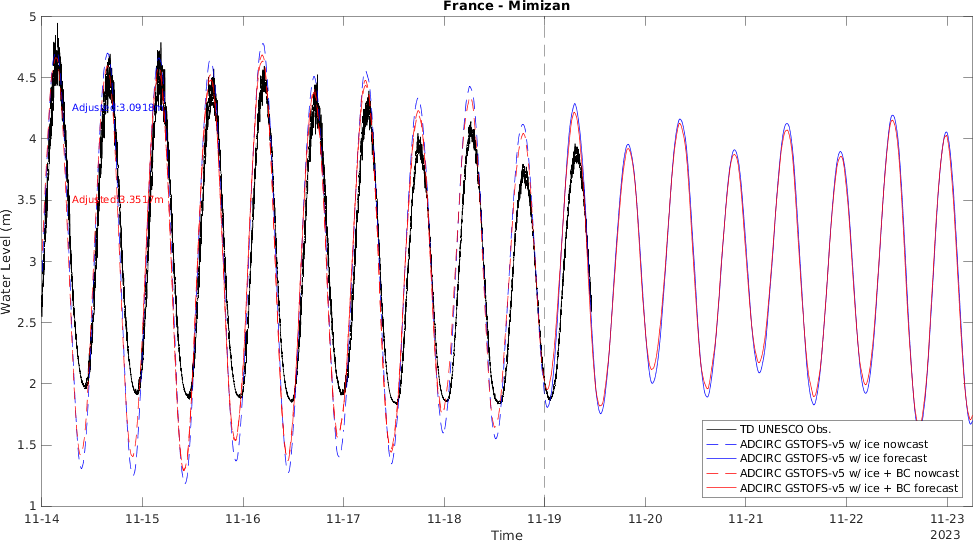 France - Mimizan
5
4.5
4
3.5
3
2.5
2
1.5
1
Water Level (m)
Adjusted:3.0918m
Adjusted:3.3517m
TD UNESCO Obs.
ADCIRC GSTOFS-v5 w/ ice nowcast
ADCIRC GSTOFS-v5 w/ ice forecast
ADCIRC GSTOFS-v5 w/ ice + BC nowcast
ADCIRC GSTOFS-v5 w/ ice + BC forecast
11-14 11-15 11-16 11-17 11-18 11-19 11-20 11-21 11-22 11-23
Time
2023